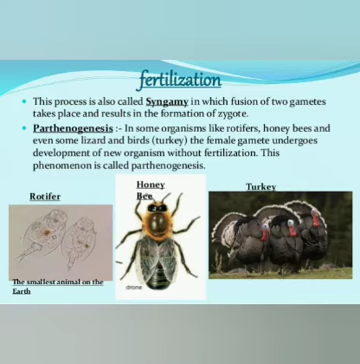 fertilization
This process is also called Syngamy in which fusion of two gametes
takes place and results in the formation of zygote.
Parthenogenesis :- In some organisms like rotifers, honey bees and
even some lizard and birds (turkey) the female gamete undergoes
development of new organism without fertilization. This
phenomenon is called parthenogenesis.
Rotifer
Honey
Bee
Turkey
The smallest animal on the
Earth
drone